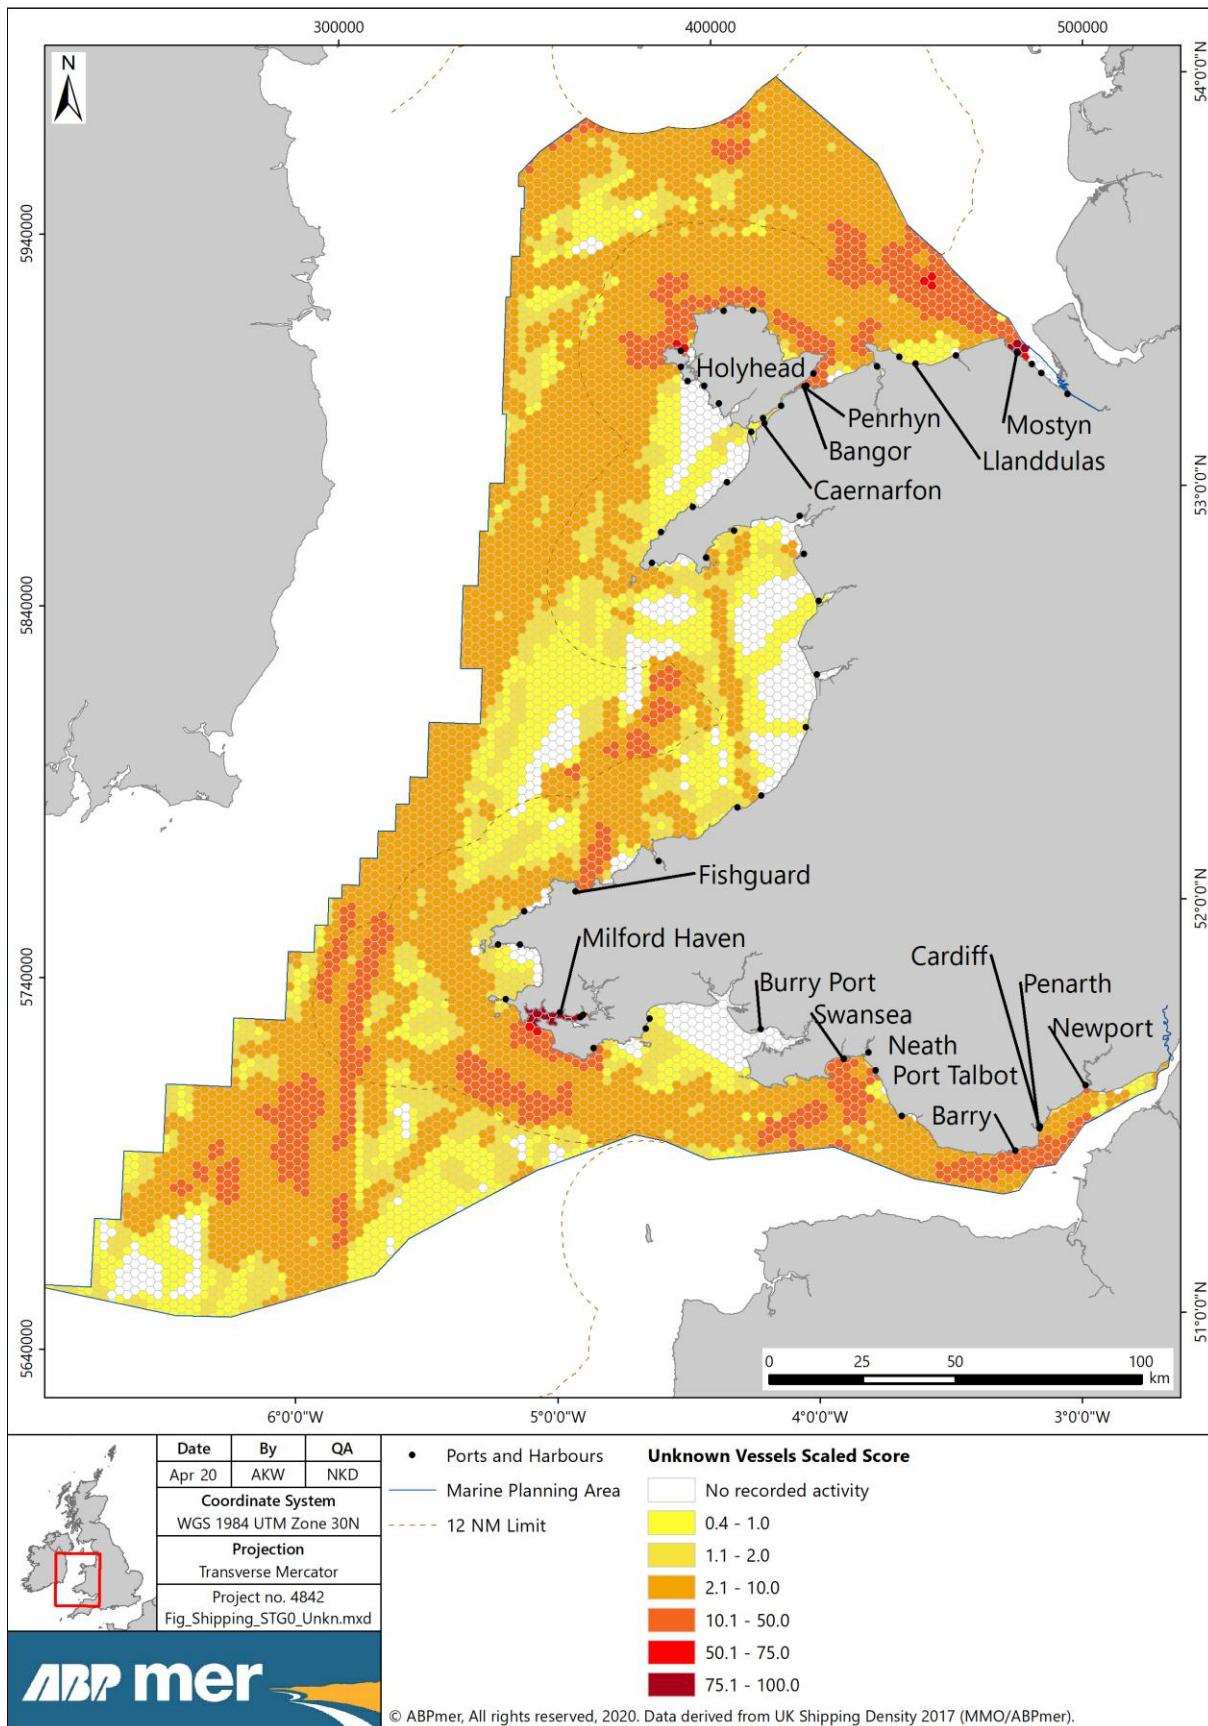 300000 400000 500000
N
54°0'0"N
5940000
Holyhead
Penrhyn
Mostyn
Bangor
Llanddulas
Caernarfon
53°0'0"N
5840000
Fishguard
52°0'0"N
Milford Haven
Cardiff
5740000
Burry Port
Penarth
Swansea
Newport
Neath
Port Talbot
Barry
51°0'0"N
5640000
0 25 50 100
km
6°0'0"W 5°0'0"W 4°0'0"W 3°0'0"W
Date By QA
Apr 20 AKW NKD
Coordinate System
WGS 1984 UTM Zone 30N
Projection
Transverse Mercator
Project no. 4842
Fig_Shipping_STG0_Unkn.mxd
ABPmer
Ports and Harbours
Marine Planning Area
12 NM Limit
Unknown Vessels Scaled Score
No recorded activity
0.4 - 1.0
1.1 - 2.0
2.1 - 10.0
10.1 - 50.0
50.1 - 75.0
75.1 - 100.0
© ABPmer, All rights reserved, 2020. Data derived from UK Shipping Density 2017 (MMO/ABPmer).